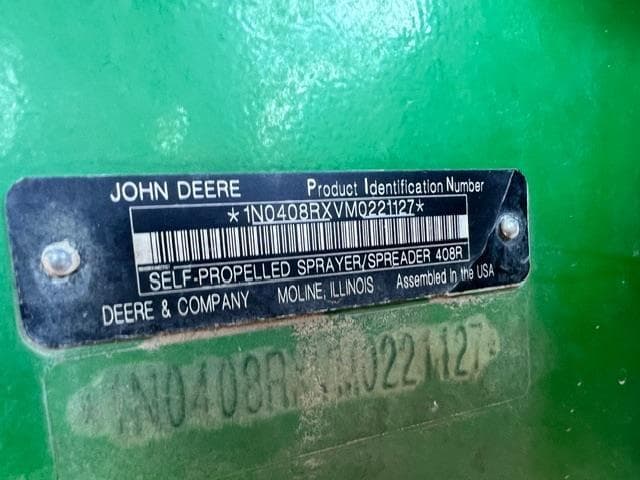 JOHN DEERE Product Identification Number
*1N0408RXVM0221127*
SELF-PROPELLED SPRAYER/SPREADER 408R
DEERE & COMPANY MOLINE, ILLINOIS Assembled in the USA
*1N0408RXVM0221127*